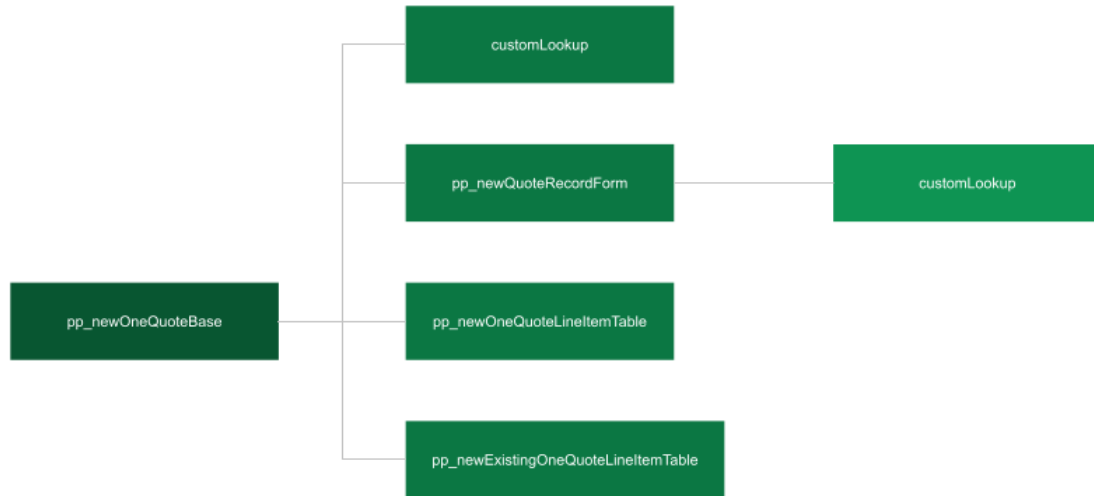 customLookup
pp_newQuoteRecordForm
customLookup
pp_newOneQuoteBase
pp_newOneQuoteLineItemTable
pp_newExistingOneQuoteLineItemTable